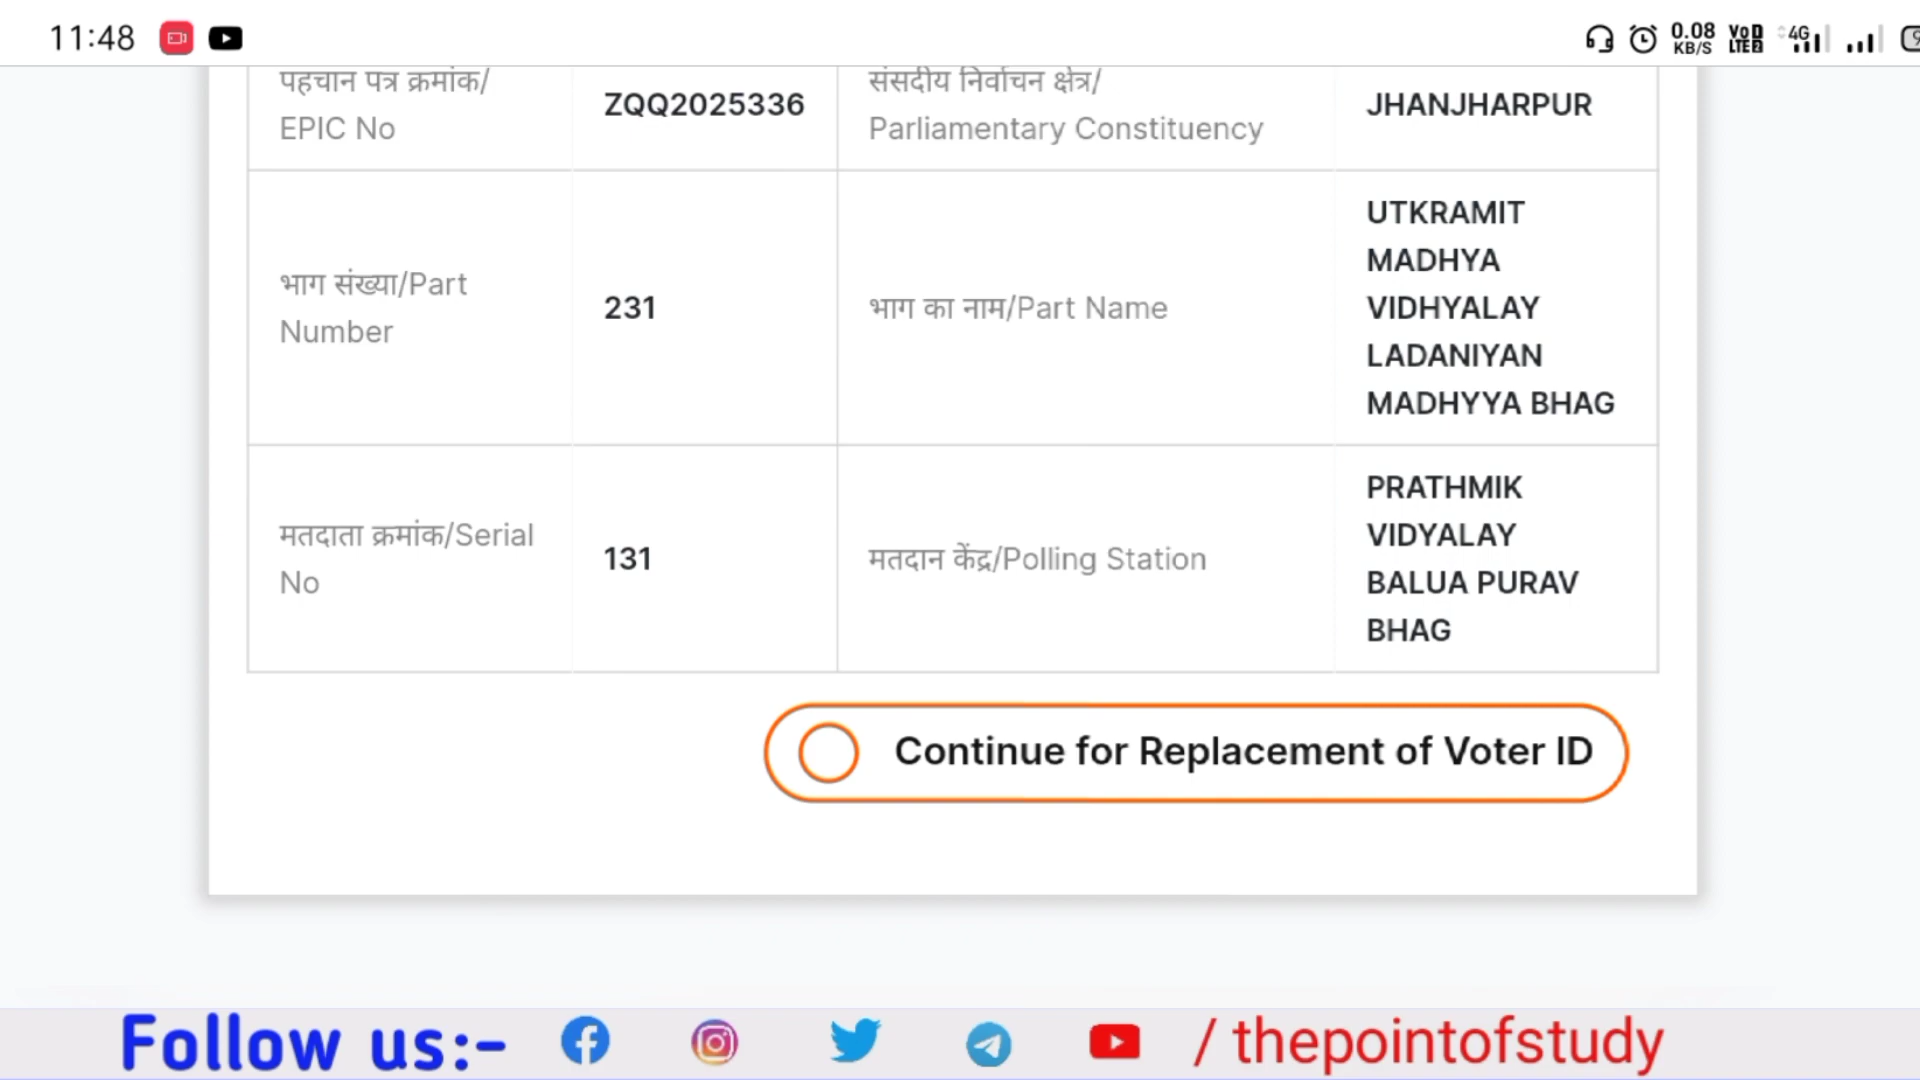 11:48
0.08
KB/S
VoD
LTE2
4G
पहचान पत्र क्रमांक/
EPIC No
ZQQ2025336
संसदीय निर्वाचन क्षेत्र/
Parliamentary Constituency
JHANJHARPUR
भाग संख्या/Part
Number
231
भाग का नाम/Part Name
UTKRAMIT
MADHYA
VIDHYALAY
LADANIYAN
MADHYYA BHAG
मतदाता क्रमांक/Serial
No
131
मतदान केंद्र/Polling Station
PRATHMIK
VIDYALAY
BALUA PURAV
BHAG
Continue for Replacement of Voter ID
Follow us:- / thepointofstudy